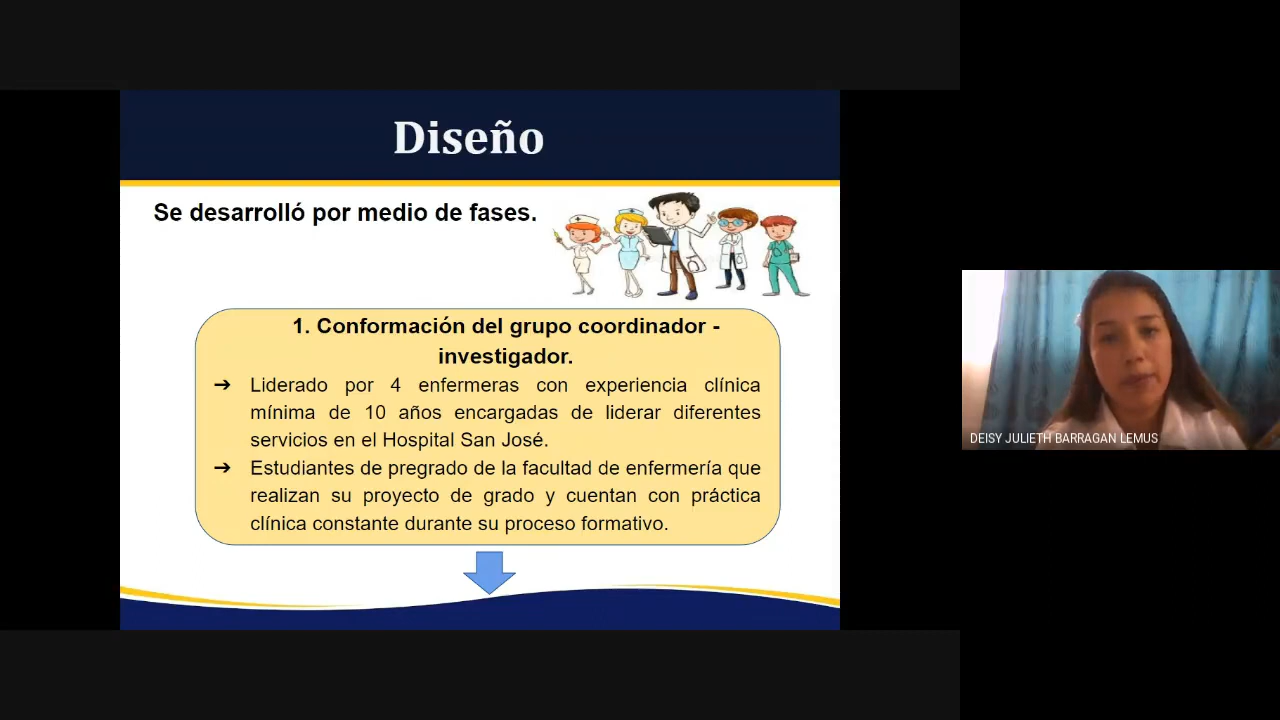 Diseño
Se desarrolló por medio de fases.
1. Conformación del grupo coordinador -
investigador.
➔ Liderado por 4 enfermeras con experiencia clínica
mínima de 10 años encargadas de liderar diferentes
servicios en el Hospital San José.
➔ Estudiantes de pregrado de la facultad de enfermería que
realizan su proyecto de grado y cuentan con práctica
clínica constante durante su proceso formativo.
DEISY JULIETH BARRAGAN LEMUS